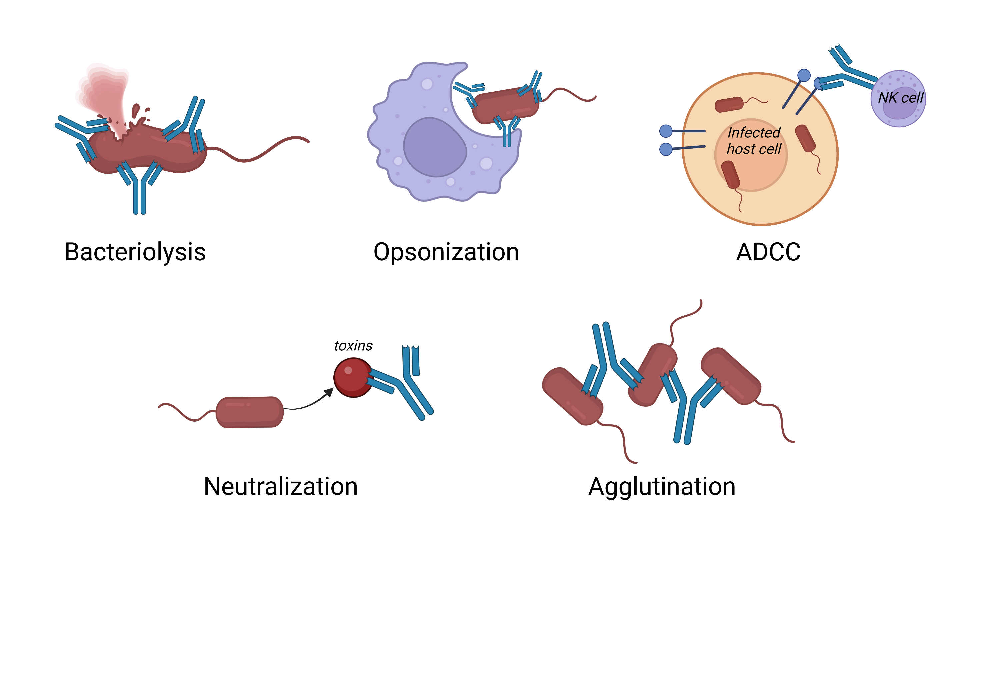 NK cell
Infected
host cell
Bacteriolysis
Opsonization
ADCC
toxins
Neutralization
Agglutination